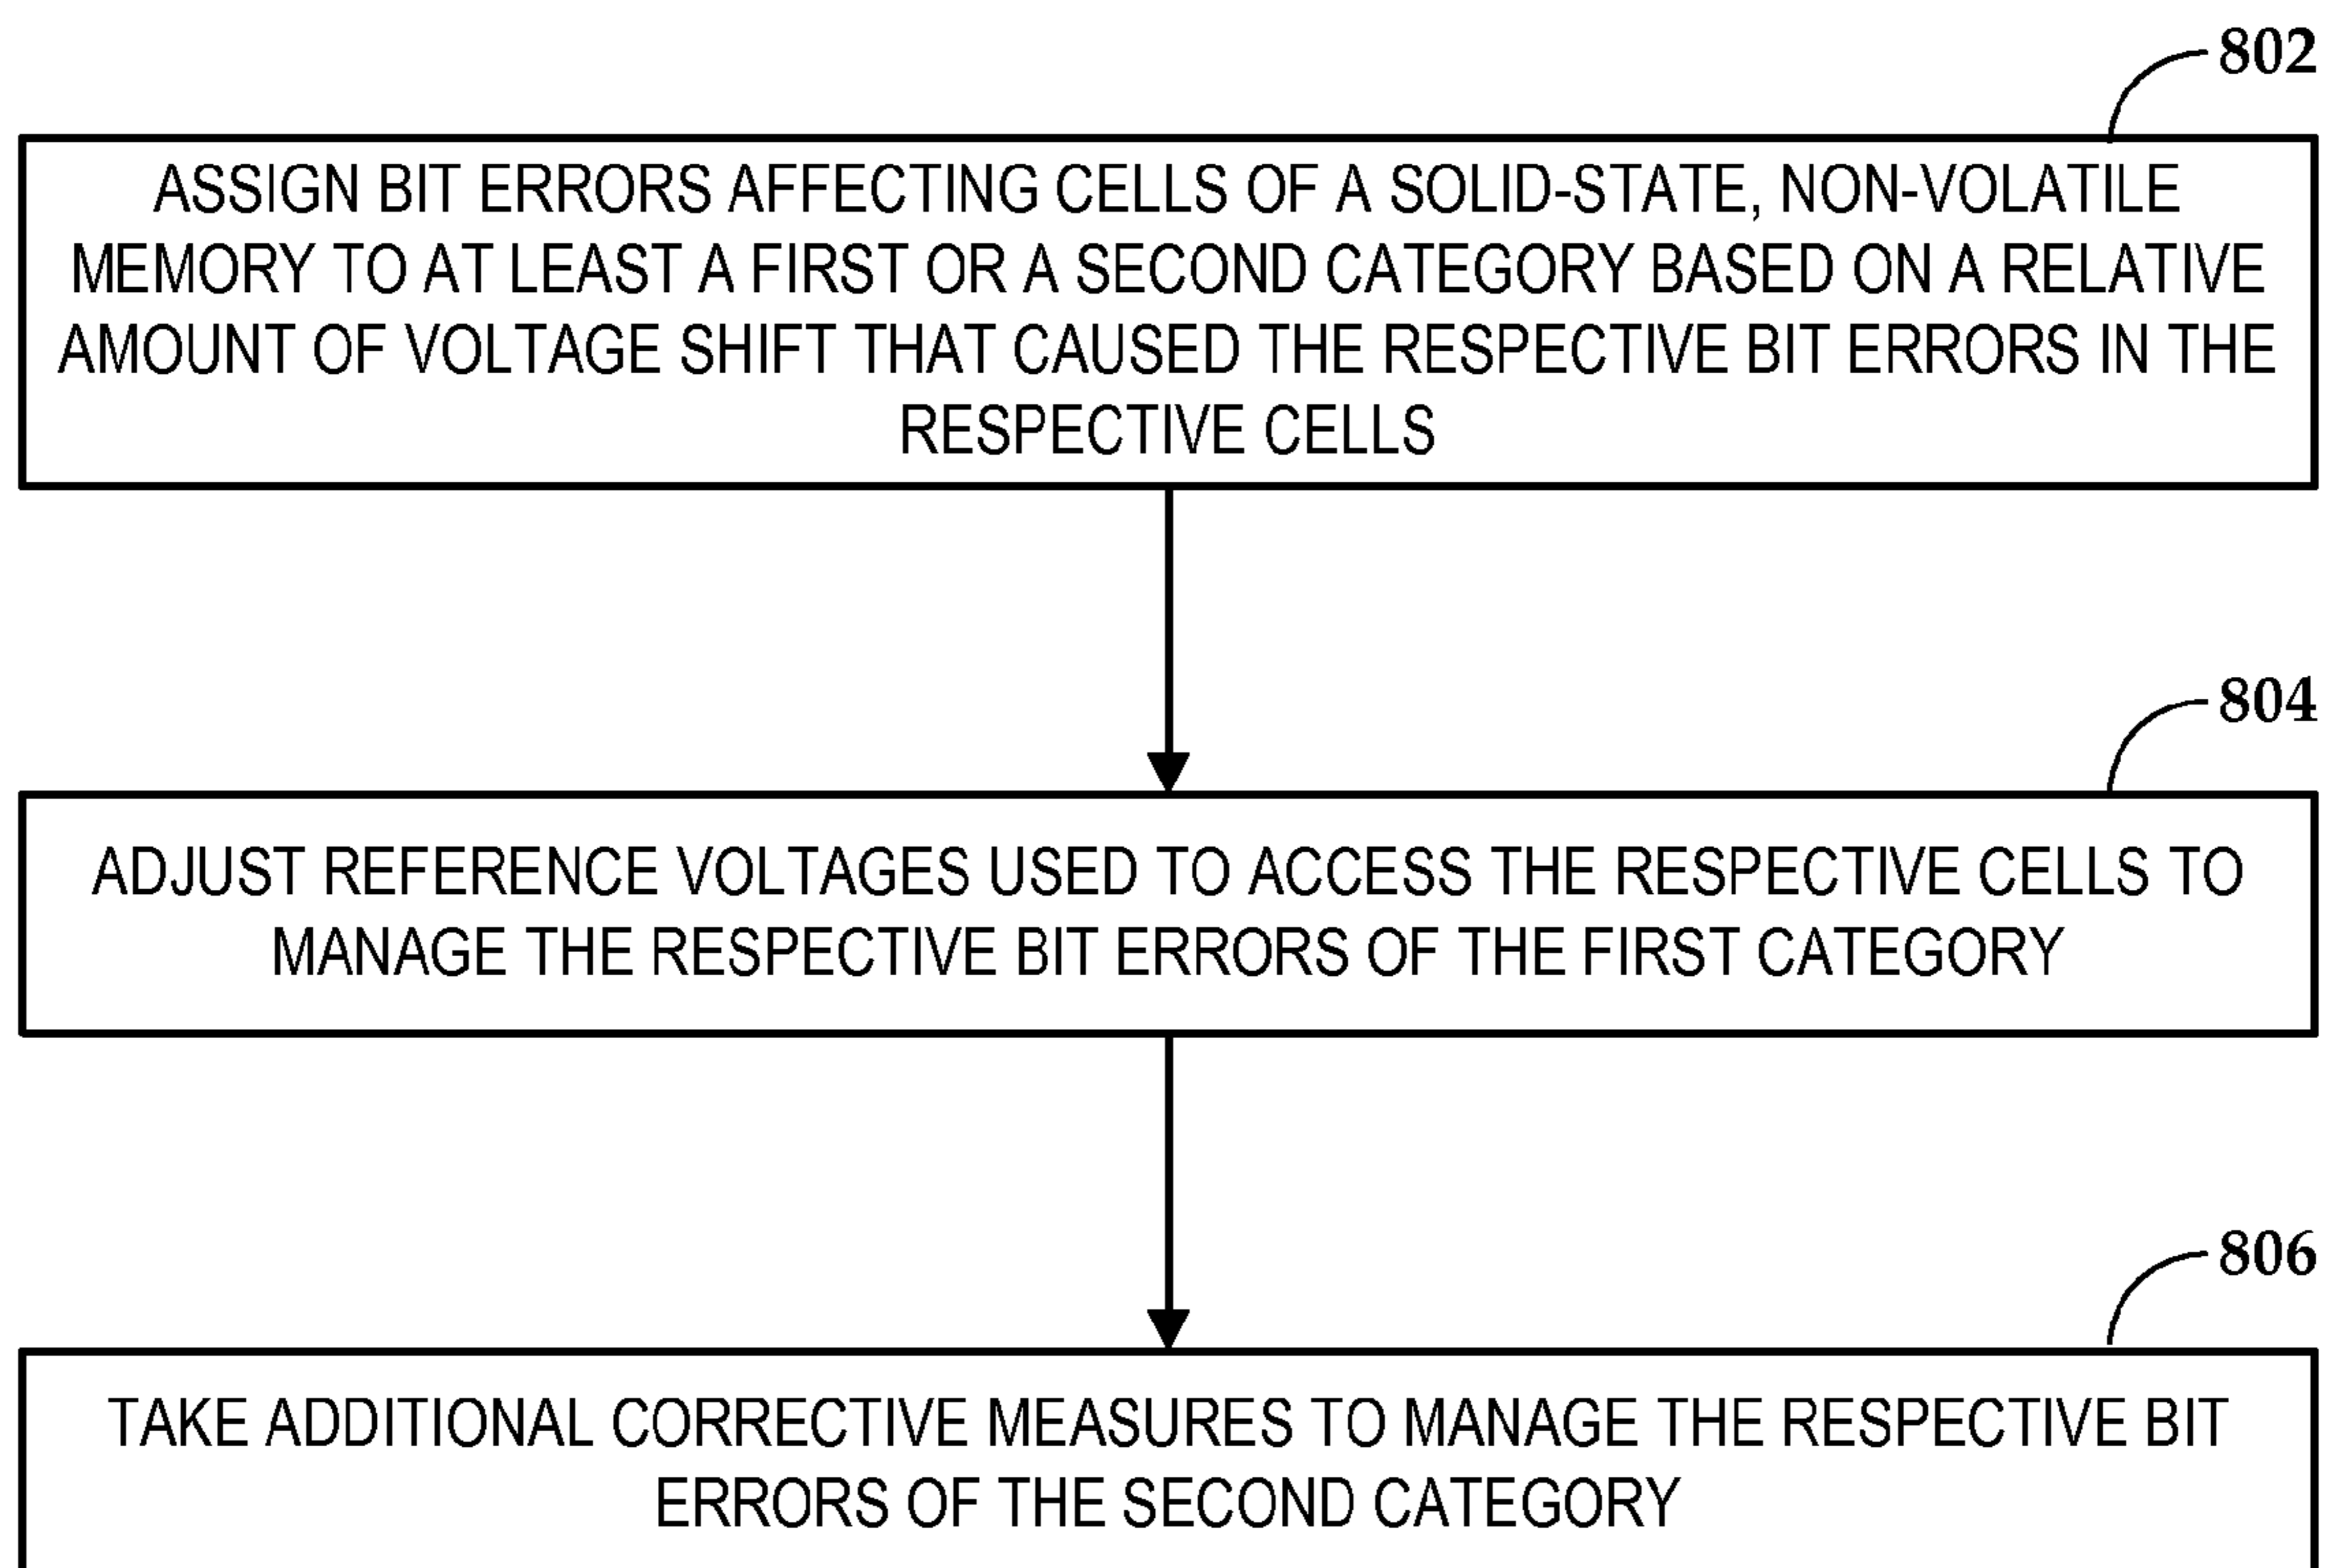 802
ASSIGN BIT ERRORS AFFECTING CELLS OF A SOLID-STATE, NON-VOLATILE
MEMORY TO AT LEAST A FIRST OR A SECOND CATEGORY BASED ON A RELATIVE
AMOUNT OF VOLTAGE SHIFT THAT CAUSED THE RESPECTIVE BIT ERRORS IN THE
RESPECTIVE CELLS
804
ADJUST REFERENCE VOLTAGES USED TO ACCESS THE RESPECTIVE CELLS TO
MANAGE THE RESPECTIVE BIT ERRORS OF THE FIRST CATEGORY
806
TAKE ADDITIONAL CORRECTIVE MEASURES TO MANAGE THE RESPECTIVE BIT
ERRORS OF THE SECOND CATEGORY